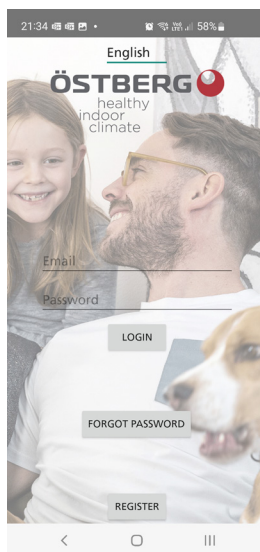 21:34
58%
English
ÖSTBERG
healthy
indoor
climate
Email
Password
LOGIN
FORGOT PASSWORD
REGISTER